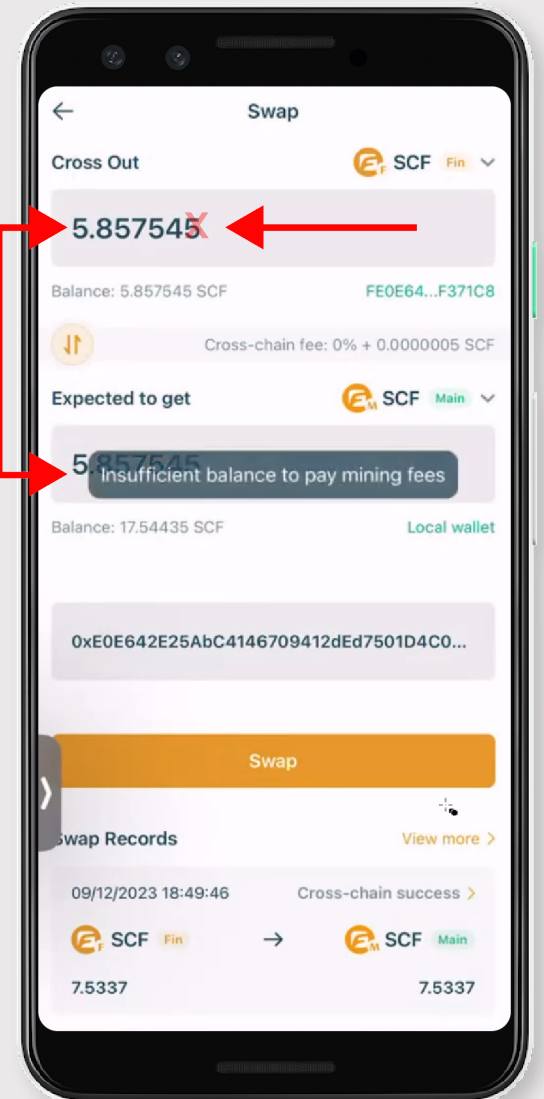 Swap
Cross Out
SCF Fin
5.857545
X
Balance: 5.857545 SCF
FE0E64...F371C8
Cross-chain fee: 0% + 0.0000005 SCF
Expected to get
SCF Main
5.857545
Insufficient balance to pay mining fees
Balance: 17.54435 SCF
Local wallet
0xE0E642E25AbC4146709412dEd7501D4C0...
Swap
Swap Records
View more >
09/12/2023 18:49:46
Cross-chain success >
SCF Fin → SCF Main
7.5337
7.5337